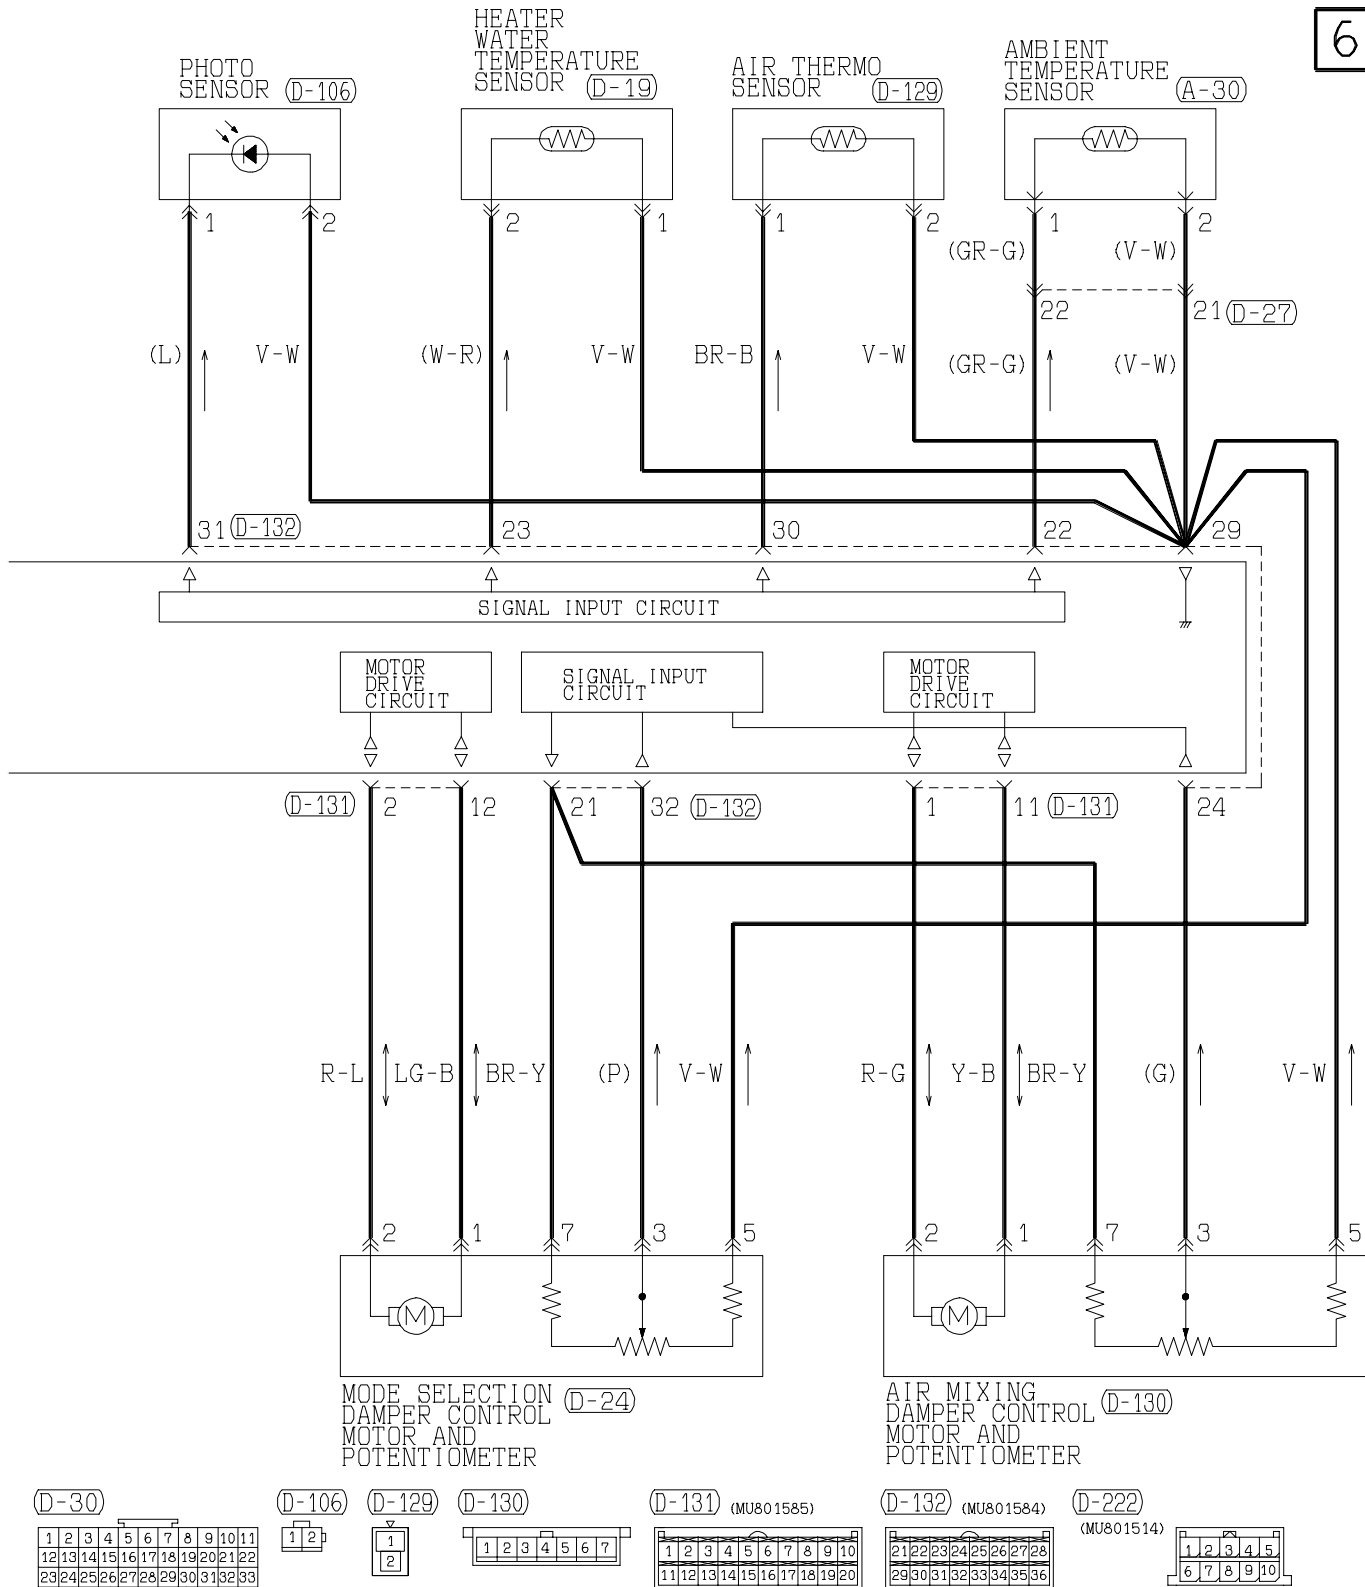 6
PHOTO
SENSOR (D-106)
HEATER
WATER
TEMPERATURE
SENSOR (D-19)
AIR THERMO
SENSOR (D-129)
AMBIENT
TEMPERATURE
SENSOR (A-30)
1 2 2 1 1 2 1 2
(GR-G) (V-W)
22 21 (D-27)
(L) V-W (W-R) V-W BR-B V-W (GR-G) (V-W)
31 (D-132) 23 30 22 29
SIGNAL INPUT CIRCUIT
MOTOR
DRIVE
CIRCUIT
SIGNAL INPUT
CIRCUIT
MOTOR
DRIVE
CIRCUIT
(D-131) 2 12 21 32 (D-132) 1 11 (D-131) 24
R-L LG-B BR-Y (P) V-W R-G Y-B BR-Y (G) V-W
2 1 7 3 5 2 1 7 3 5
M M
MODE SELECTION (D-24)
DAMPER CONTROL
MOTOR AND
POTENTIOMETER
AIR MIXING
DAMPER CONTROL (D-130)
MOTOR AND
POTENTIOMETER
(D-30)
1 2 3 4 5 6 7 8 9 10 11
12 13 14 15 16 17 18 19 20 21 22
23 24 25 26 27 28 29 30 31 32 33
(D-106)
1 2
(D-129)
1
2
(D-130)
1 2 3 4 5 6 7
(D-131) (MU801585)
1 2 3 4 5 6 7 8 9 10
11 12 13 14 15 16 17 18 19 20
(D-132) (MU801584)
21 22 23 24 25 26 27 28
29 30 31 32 33 34 35 36
(D-222)
(MU801514)
1 2 3 4 5
6 7 8 9 10